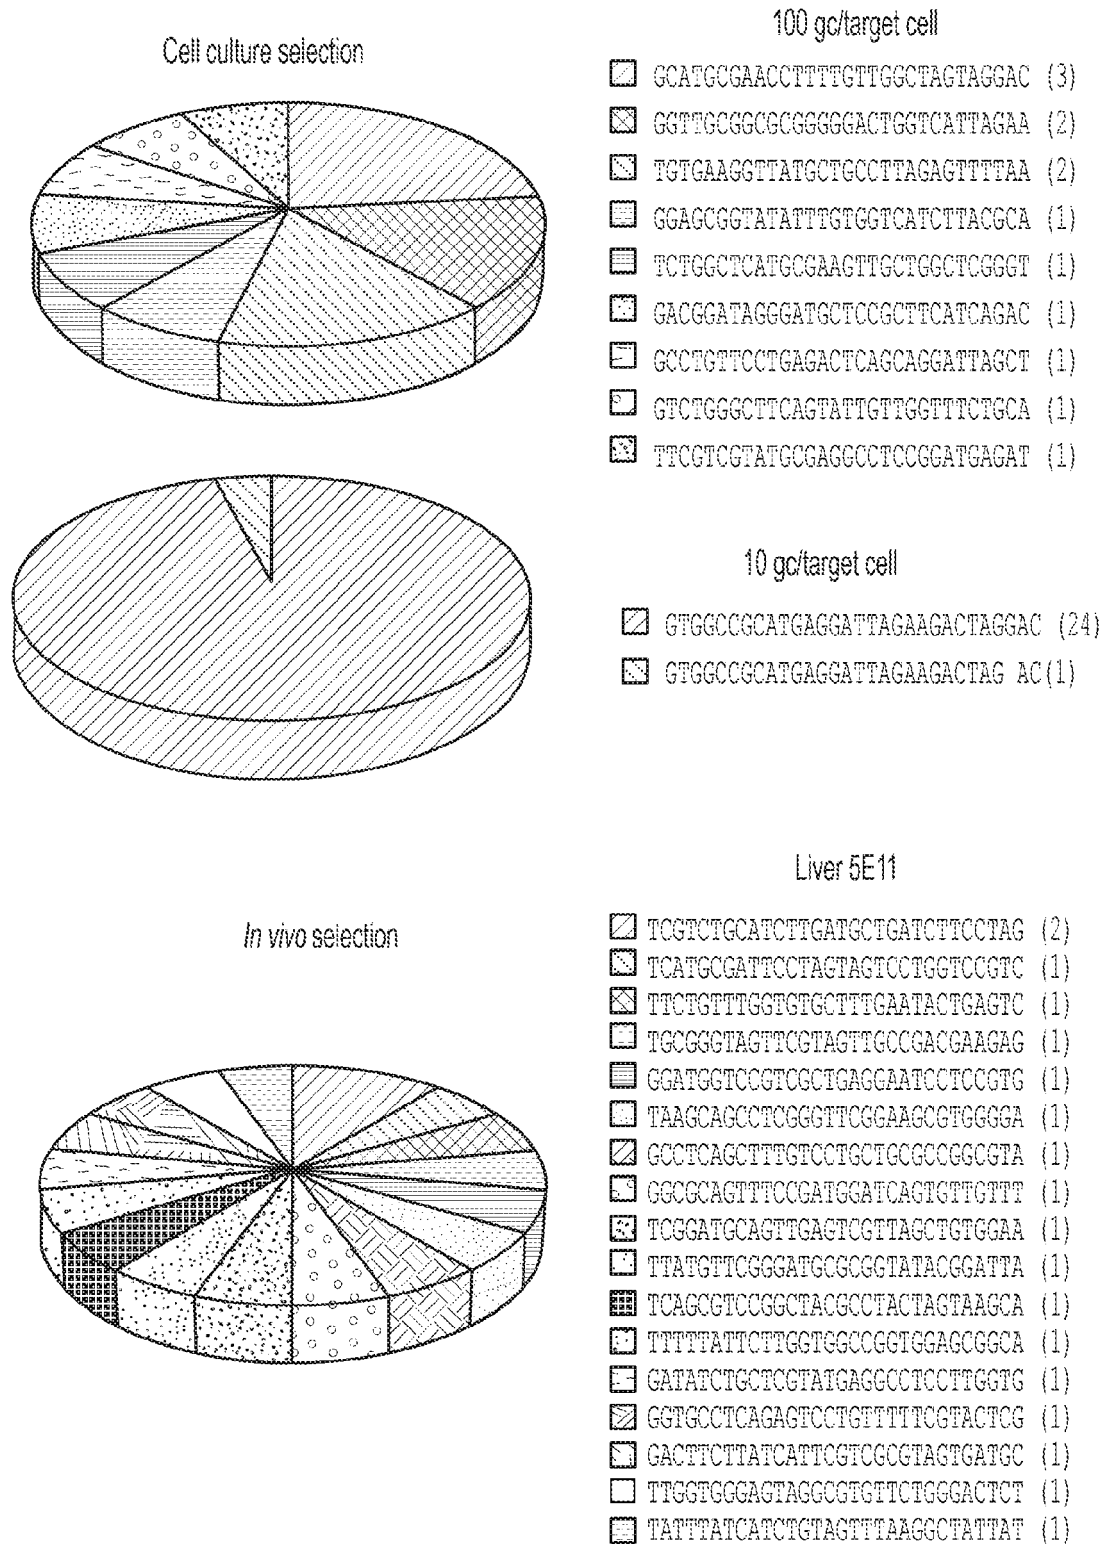 Cell culture selection
100 gc/target cell
GCATGCGAACCTTTTGTTGGCTAGTAGGAC (3)
GGTTGCGGCGCGGGGGACTGGTCATTAGAA (2)
TGTGAAGGTTATGCTGCCTTAGAGTTTTAA (2)
GGAGCGGTATATTTGTGGTCATCTTACGCA (1)
TCTGGCTCATGCGAAGTTGCTGGCTCGGGT (1)
GACGGATAGGGATGCTCCGCTTCATCAGAC (1)
GCCTGTTCCTGAGACTCAGCAGGATTAGCT (1)
GTCTGGGCTTCAGTATTGTTGGTTTCTGCA (1)
TTCGTCGTATGCGAGGCCTCCGGATGAGAT (1)
10 gc/target cell
GTGGCCGCATGAGGATTAGAAGACTAGGAC (24)
GTGGCCGCATGAGGATTAGAAGACTAG AC(1)
In vivo selection
Liver 5E11
TCGTCTGCATCTTGATGCTGATCTTCCTAG (2)
TCATGCGATTCCTAGTAGTCCTGGTCCGTC (1)
TTCTGTTTGGTGTGCTTTGAATACTGAGTC (1)
TGCGGGTAGTTCGTAGTTGCCGACGAAGAG (1)
GGATGGTCCGTCGCTGAGGAATCCTCCGTG (1)
TAAGCAGCCTCGGGTTCGGAAGCGTGGGGA (1)
GCCTCAGCTTTGTCCTGCTGCGCCGGCGTA (1)
GGCGCAGTTTCCGATGGATCAGTGTTGTTT (1)
TCGGATGCAGTTGAGTCGTTAGCTGTGGAA (1)
TTATGTTCGGGATGCGCGGTATACGGATTA (1)
TCAGCGTCCGGCTACGCCTACTAGTAAGCA (1)
TTTTTATTCTTGGTGGCCGGTGGAGCGGCA (1)
GATATCTGCTCGTATGAGGCCTCCTTGGTG (1)
GGTGCCTCAGAGTCCTGTTTTTCGTACTCG (1)
GACTTCTTATCATTCGTCGCGTAGTGATGC (1)
TTGGTGGGAGTAGGCGTGTTCTGGGACTCT (1)
TATTTATCATCTGTAGTTTAAGGCTATTAT (1)